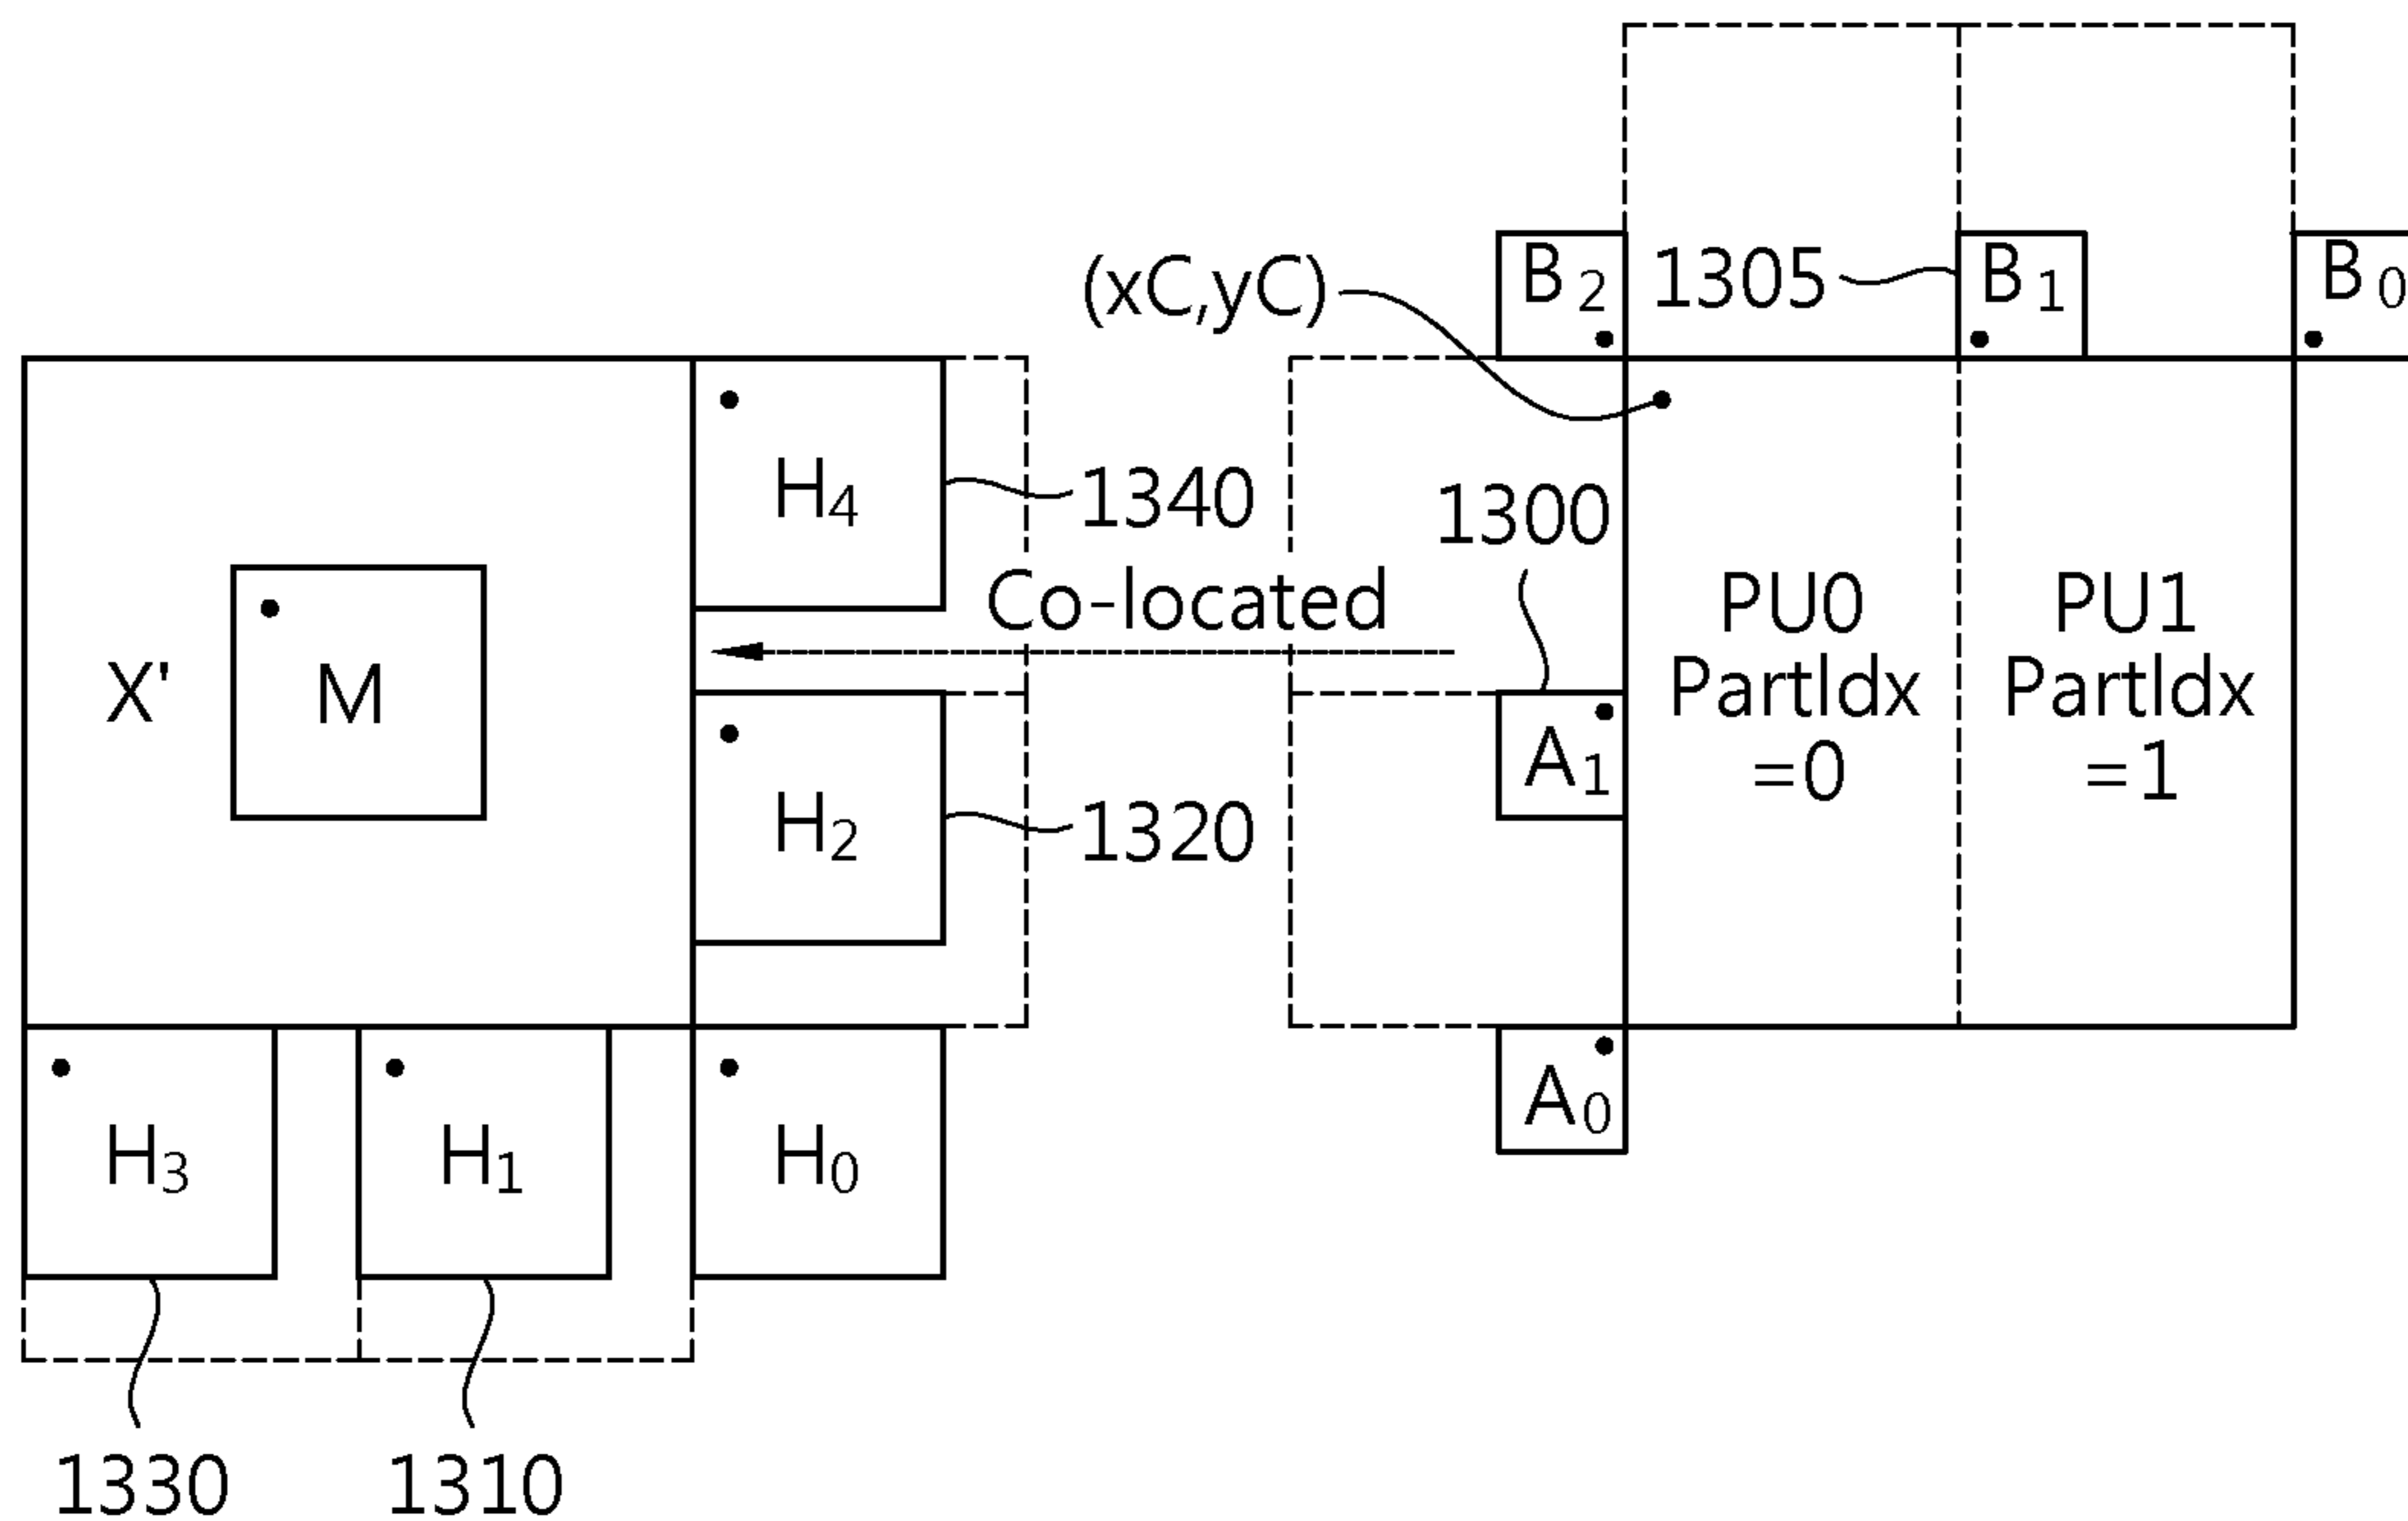 (xC,yC)
B2
1305
B1
B0
H4
1340
1300
Co-located
X'
M
H2
1320
A1
PU0
PartIdx
=0
PU1
PartIdx
=1
H3
H1
H0
A0
1330
1310